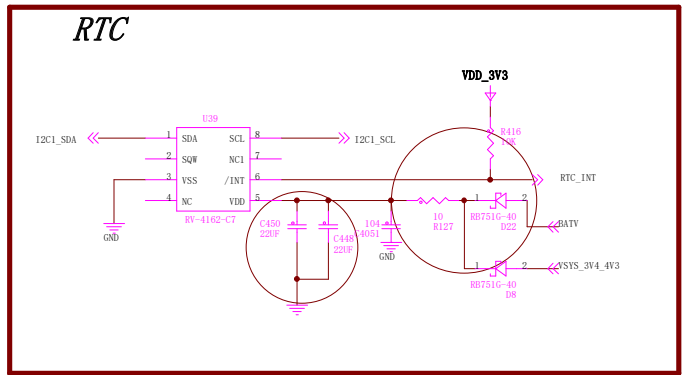 RTC
VDD_3V3
U39
R416
10K
I2C1_SDA
1
SDA
SCL
8
I2C1_SCL
2
SQW
NC1
7
3
VSS
/INT
6
RTC_INT
4
NC
VDD
5
RV-4162-C7
GND
C450
22UF
C448
22UF
104
C4051
GND
10
R127
1
2
RB751G-40
D22
BATV
1
2
VSYS_3V4_4V3
RB751G-40
D8